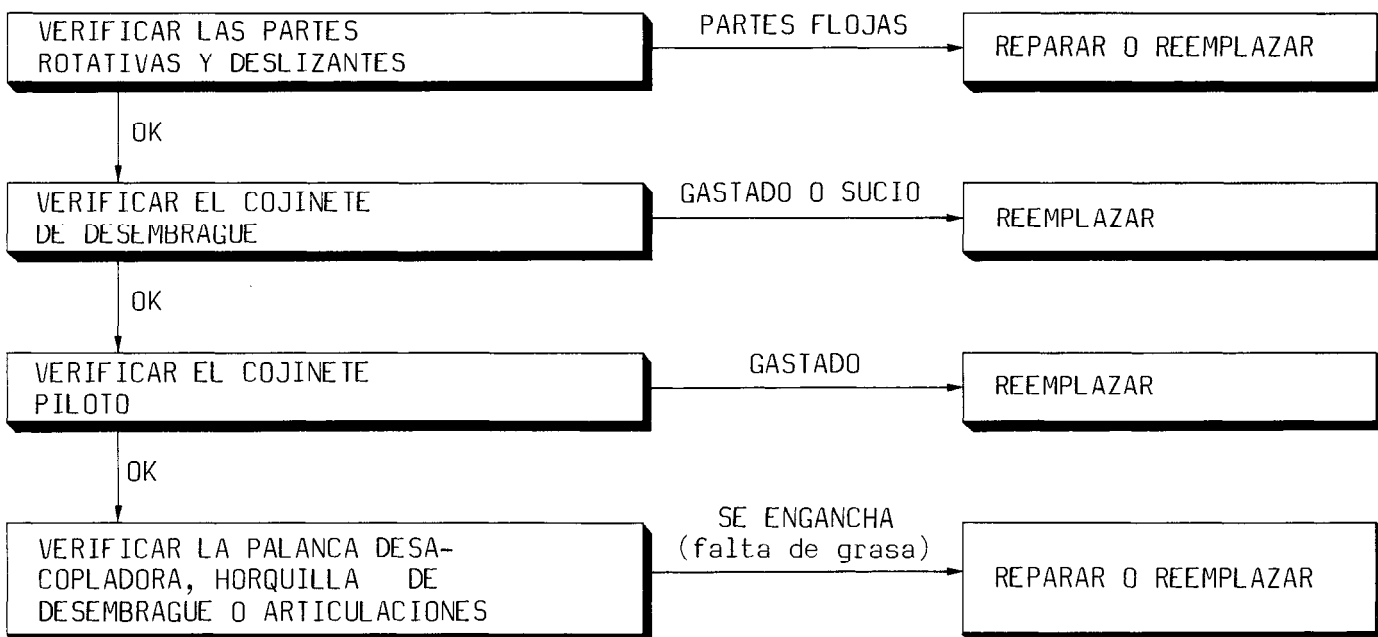 VERIFICAR LAS PARTES
ROTATIVAS Y DESLIZANTES
PARTES FLOJAS
REPARAR O REEMPLAZAR
OK
VERIFICAR EL COJINETE
DE DESEMBRAGUE
GASTADO O SUCIO
REEMPLAZAR
OK
VERIFICAR EL COJINETE
PILOTO
GASTADO
REEMPLAZAR
OK
VERIFICAR LA PALANCA DESA-
COPLADORA, HORQUILLA DE
DESEMBRAGUE O ARTICULACIONES
SE ENGANCHA
(falta de grasa)
REPARAR O REEMPLAZAR